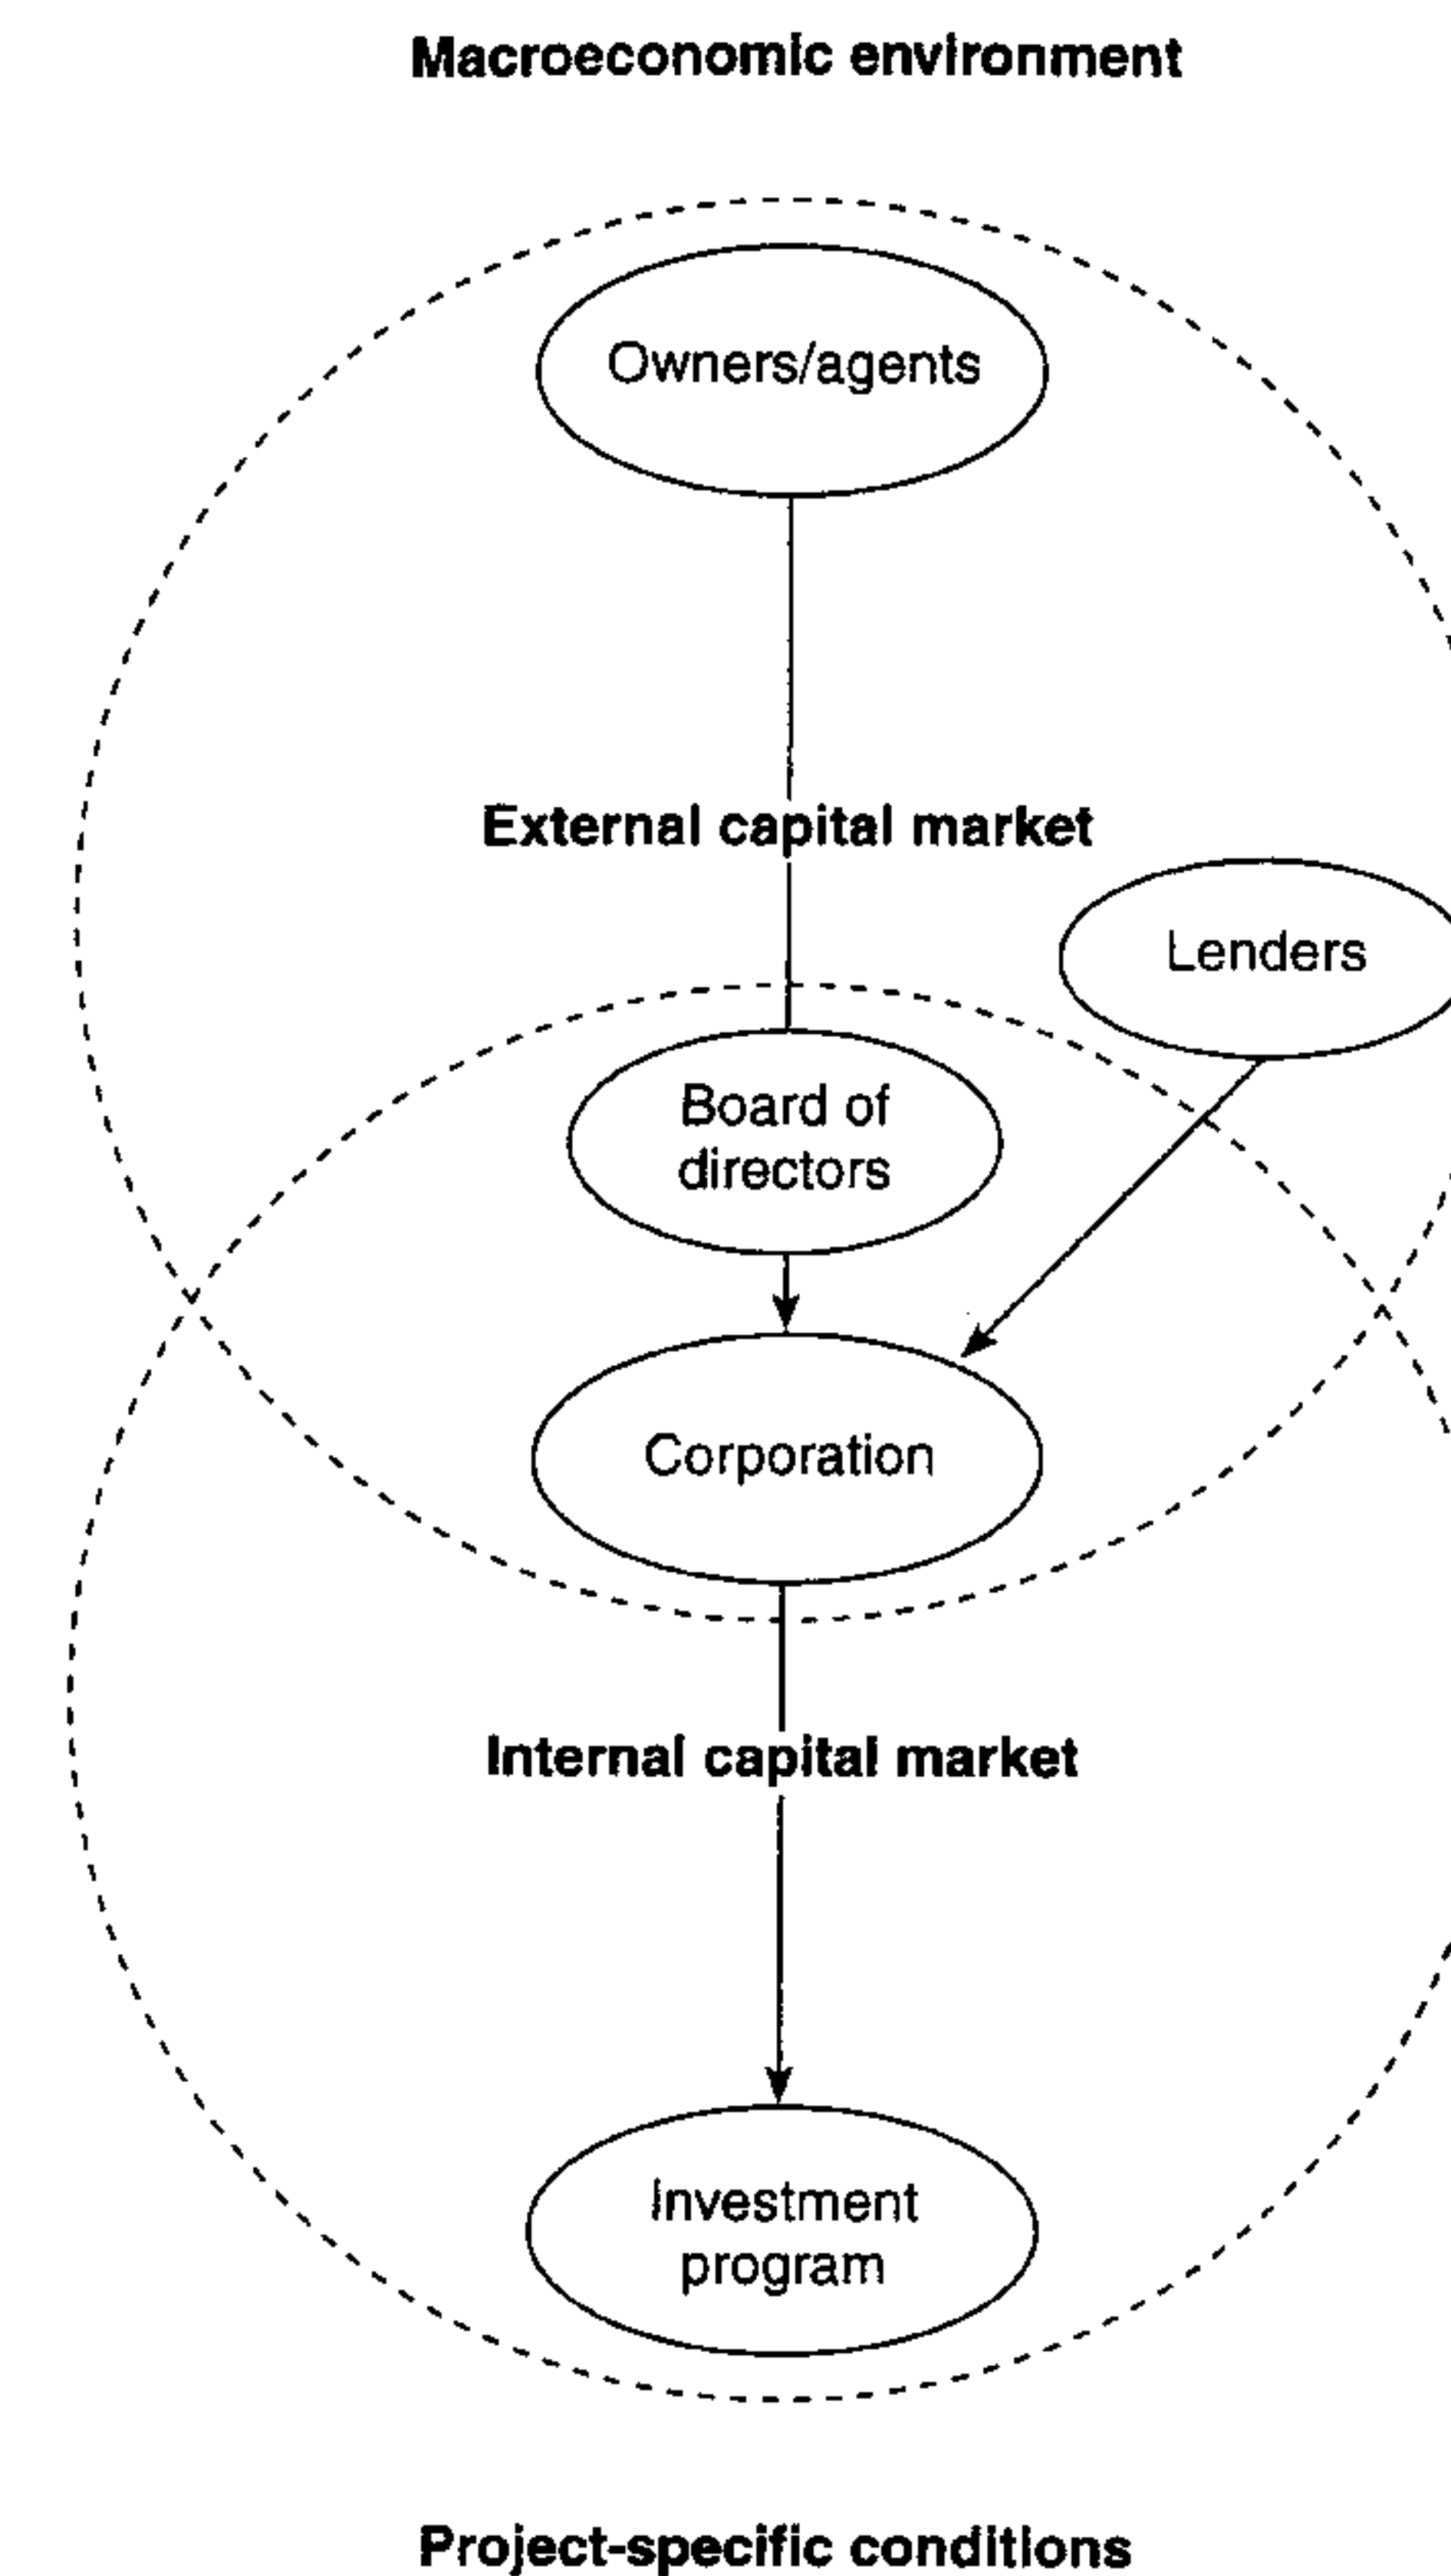 Macroeconomic environment
Owners/agents
External capital market
Lenders
Board of
directors
Corporation
Internal capital market
Investment
program
Project-specific conditions